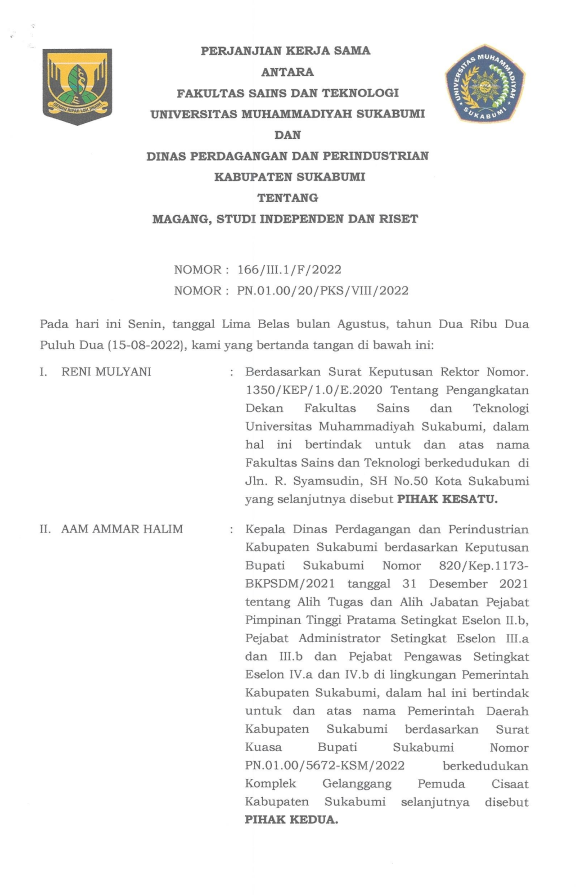 PERJANJIAN KERJA SAMA
ANTARA
FAKULTAS SAINS DAN TEKNOLOGI
UNIVERSITAS MUHAMMADIYAH SUKABUMI
DAN
DINAS PERDAGANGAN DAN PERINDUSTRIAN
KABUPATEN SUKABUMI
TENTANG
MAGANG, STUDI INDEPENDEN DAN RISET
UNIVERSITAS MUHAMMADIYAH
SUKABUMI
NOMOR : 166/III.1/F/2022
NOMOR : PN.01.00/20/PKS/VIII/2022
Pada hari ini Senin, tanggal Lima Belas bulan Agustus, tahun Dua Ribu Dua
Puluh Dua (15-08-2022), kami yang bertanda tangan di bawah ini:
I. RENI MULYANI : Berdasarkan Surat Keputusan Rektor Nomor.
1350/KEP/1.0/E.2020 Tentang Pengangkatan
Dekan Fakultas Sains dan Teknologi
Universitas Muhammadiyah Sukabumi, dalam
hal ini bertindak untuk dan atas nama
Fakultas Sains dan Teknologi berkedudukan di
Jln. R. Syamsudin, SH No.50 Kota Sukabumi
yang selanjutnya disebut PIHAK KESATU.
II. AAM AMMAR HALIM : Kepala Dinas Perdagangan dan Perindustrian
Kabupaten Sukabumi berdasarkan Keputusan
Bupati Sukabumi Nomor 820/Kep.1173-
BKPSDM/2021 tanggal 31 Desember 2021
tentang Alih Tugas dan Alih Jabatan Pejabat
Pimpinan Tinggi Pratama Setingkat Eselon II.b,
Pejabat Administrator Setingkat Eselon III.a
dan III.b dan Pejabat Pengawas Setingkat
Eselon IV.a dan IV.b di lingkungan Pemerintah
Kabupaten Sukabumi, dalam hal ini bertindak
untuk dan atas nama Pemerintah Daerah
Kabupaten Sukabumi berdasarkan Surat
Kuasa Bupati Sukabumi Nomor
PN.01.00/5672-KSM/2022 berkedudukan
Komplek Gelanggang Pemuda Cisaat
Kabupaten Sukabumi selanjutnya disebut
PIHAK KEDUA.